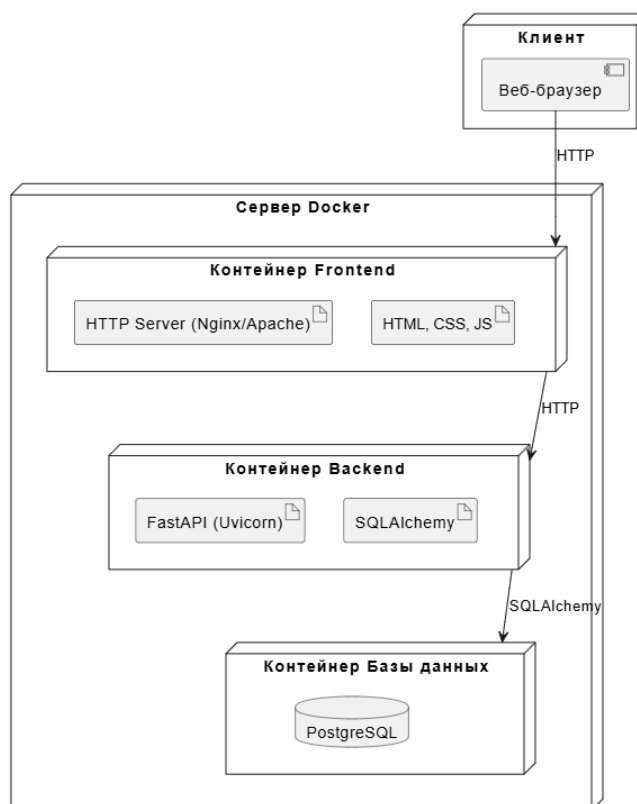 Клиент
Веб-браузер
HTTP
Сервер Docker
Контейнер Frontend
HTTP Server (Nginx/Apache)
HTML, CSS, JS
HTTP
Контейнер Backend
FastAPI (Uvicorn)
SQLAlchemy
SQLAlchemy
Контейнер Базы данных
PostgreSQL